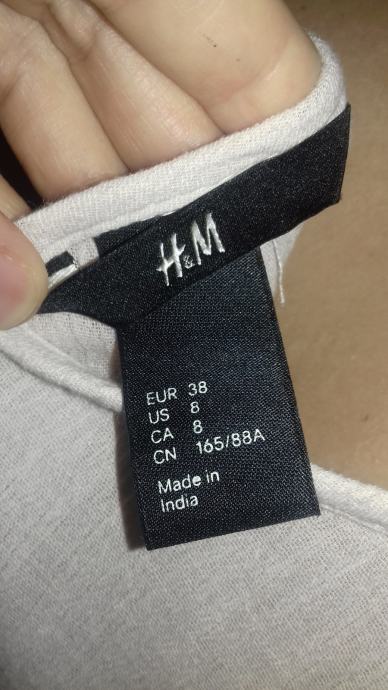 H&M
EUR 38
US 8
CA 8
CN 165/88A
Made in
India